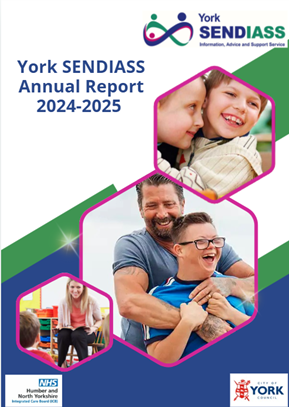 York
SENDIASS
Information, Advice and Support Service
York SENDIASS
Annual Report
2024-2025
NHS
Humber and
North Yorkshire
Integrated Care Board (ICB)
CITY OF
YORK
COUNCIL